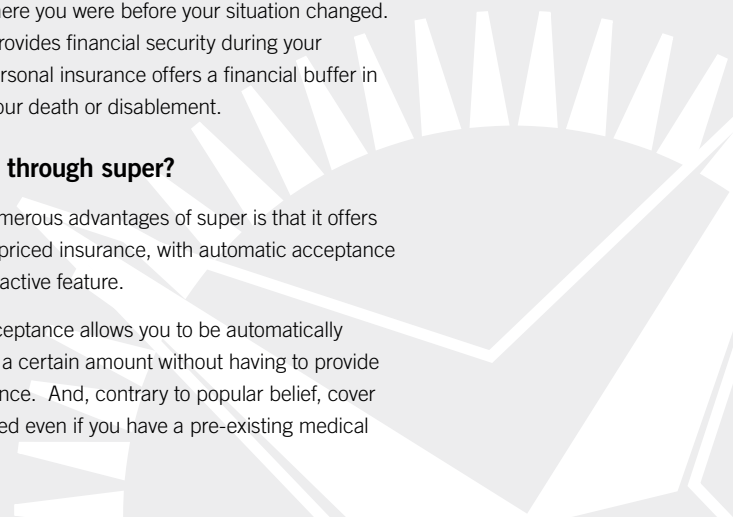 ere you were before your situation changed.
rovides financial security during your
ersonal insurance offers a financial buffer in
our death or disablement.
through super?
merous advantages of super is that it offers
priced insurance, with automatic acceptance
active feature.
ceptance allows you to be automatically
a certain amount without having to provide
nce. And, contrary to popular belief, cover
ed even if you have a pre-existing medical